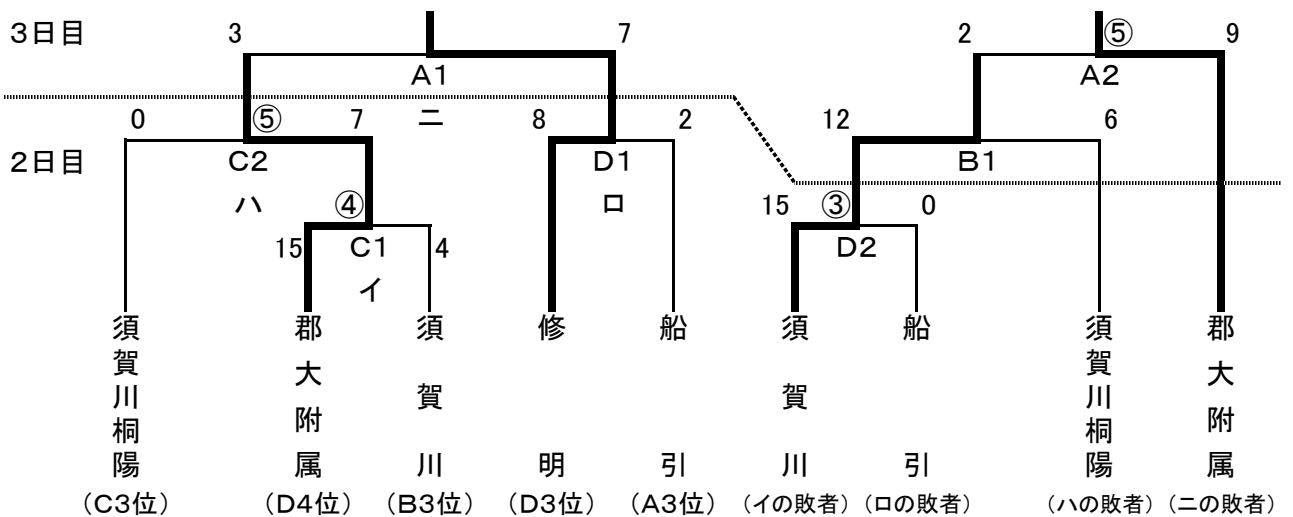 3日目 3 7 2 ⑤ 9
A1 A2
0 ⑤ 7 ニ 8 2 12 6
2日目 C2 D1 B1
ハ ④ ロ 15 ③ 0
15 C1 4 D2
イ
須賀川桐陽 郡大附属 須賀川 修明 船引 須賀川 船引 須賀川桐陽 郡大附属
(C3位) (D4位) (B3位) (D3位) (A3位) (イの敗者) (ロの敗者) (ハの敗者) (ニの敗者)